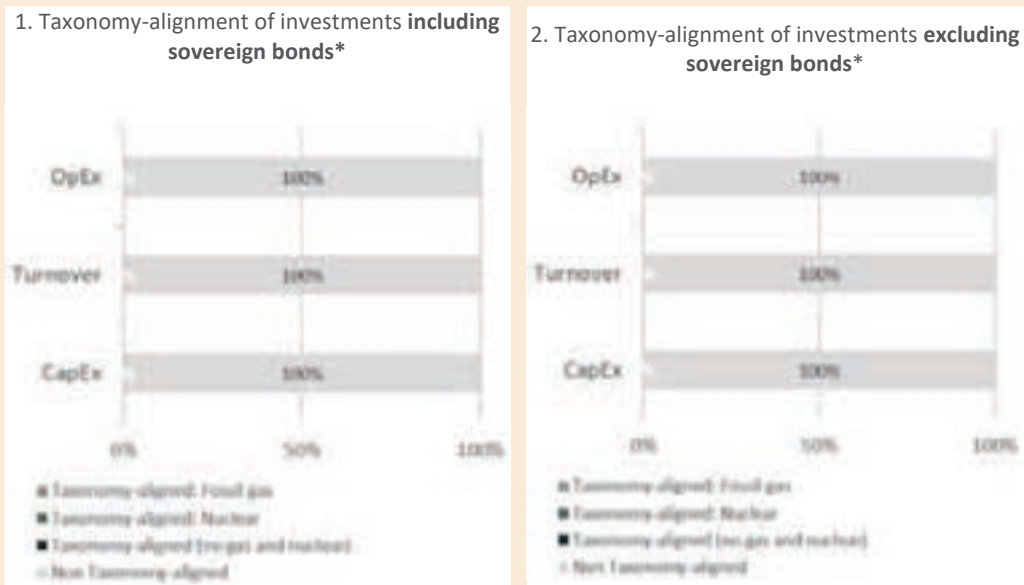 1. Taxonomy-alignment of investments including
sovereign bonds*
OpEx
100%
Turnover
100%
CapEx
100%
0%
50%
100%
Taxonomy-aligned: Fossil gas
Taxonomy-aligned: Nuclear
Taxonomy-aligned (no gas and nuclear)
Non Taxonomy-aligned
2. Taxonomy-alignment of investments excluding
sovereign bonds*
OpEx
100%
Turnover
100%
CapEx
100%
0%
50%
100%
Taxonomy-aligned: Fossil gas
Taxonomy-aligned: Nuclear
Taxonomy-aligned (no gas and nuclear)
Non Taxonomy-aligned